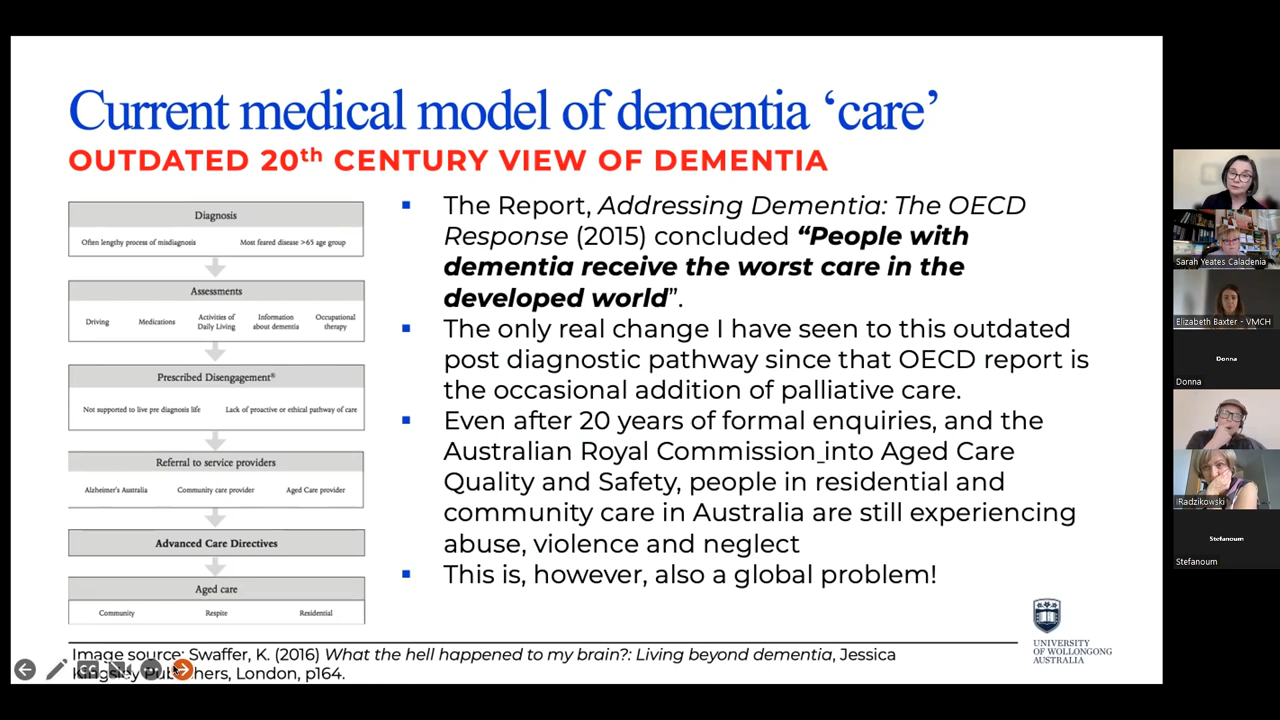 Current medical model of dementia ‘care’
OUTDATED 20th CENTURY VIEW OF DEMENTIA
Diagnosis
Often lengthy process of misdiagnosis Most feared disease >65 age group
Assessments
Driving Medications Activities of Daily Living Information about dementia Occupational therapy
Prescribed Disengagement®
Not supported to live pre diagnosis life Lack of proactive or ethical pathway of care
Referral to service providers
Alzheimer's Australia Community care provider Aged Care provider
Advanced Care Directives
Aged care
Community Respite Residential
▪ The Report, Addressing Dementia: The OECD
Response (2015) concluded “People with
dementia receive the worst care in the
developed world”.
▪ The only real change I have seen to this outdated
post diagnostic pathway since that OECD report is
the occasional addition of palliative care.
▪ Even after 20 years of formal enquiries, and the
Australian Royal Commission into Aged Care
Quality and Safety, people in residential and
community care in Australia are still experiencing
abuse, violence and neglect
▪ This is, however, also a global problem!
Image source: Swaffer, K. (2016) What the hell happened to my brain?: Living beyond dementia, Jessica
Kingsley Publishers, London, p164.
UNIVERSITY
OF WOLLONGONG
AUSTRALIA
Sarah Yeates Caladenia
Elizabeth Baxter - VMCH
Donna
Donna
IRadzikowski
Stefanoum
Stefanoum